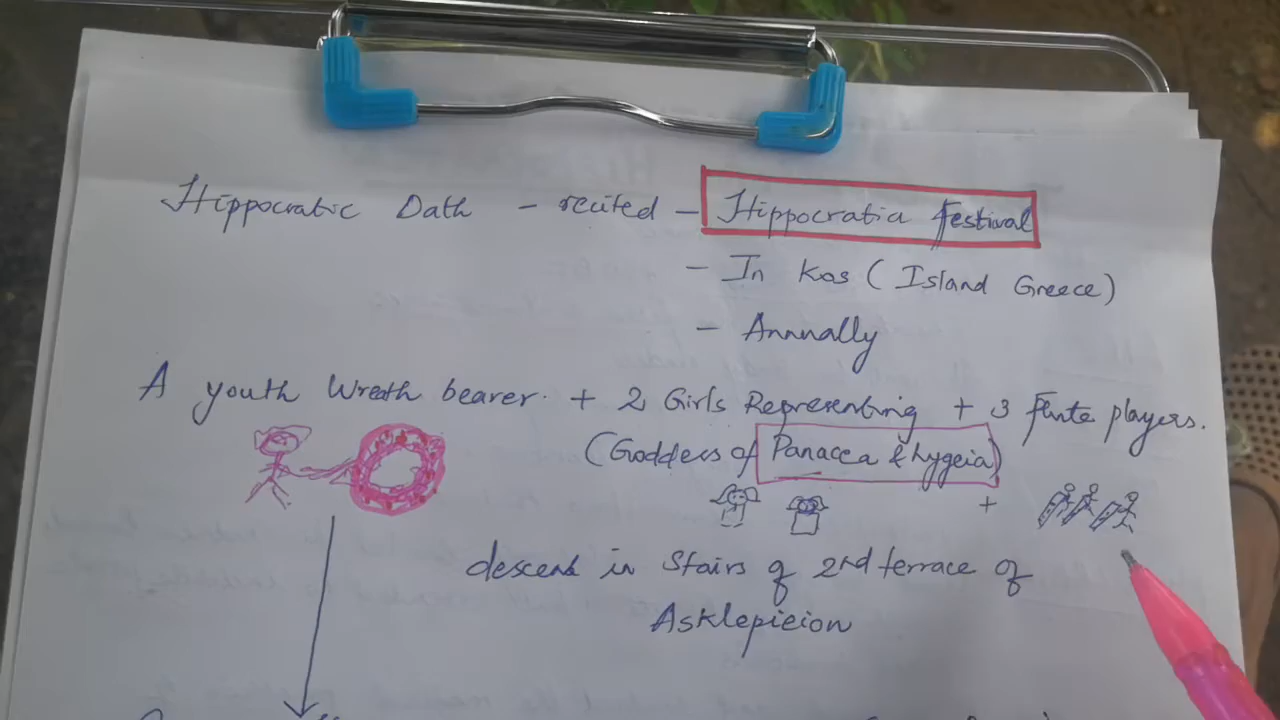 Hippocratic Oath - recited - Hippocratia Festival
- In Kos (Island Greece)
- Annually
A youth Wreath bearer. + 2 Girls Representing + 3 flute players.
(Goddess of Panacea & hygeia)
+
descend in Stairs of 2nd terrace of
Asklepieion